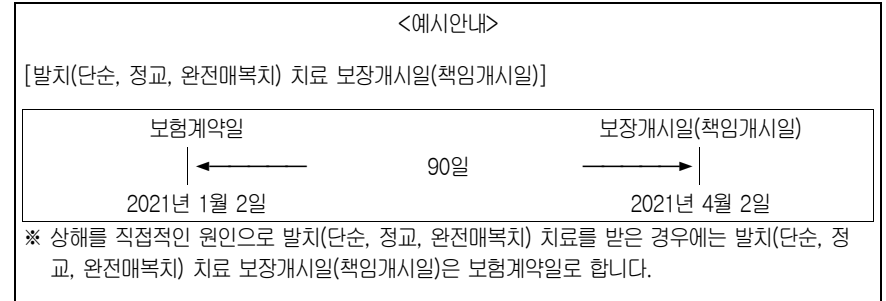 <예시안내>
[발치(단순, 정교, 완전매복치) 치료 보장개시일(책임개시일)]
보험계약일 보장개시일(책임개시일)
90일
2021년 1월 2일 2021년 4월 2일
※ 상해를 직접적인 원인으로 발치(단순, 정교, 완전매복치) 치료를 받은 경우에는 발치(단순, 정
교, 완전매복치) 치료 보장개시일(책임개시일)은 보험계약일로 합니다.